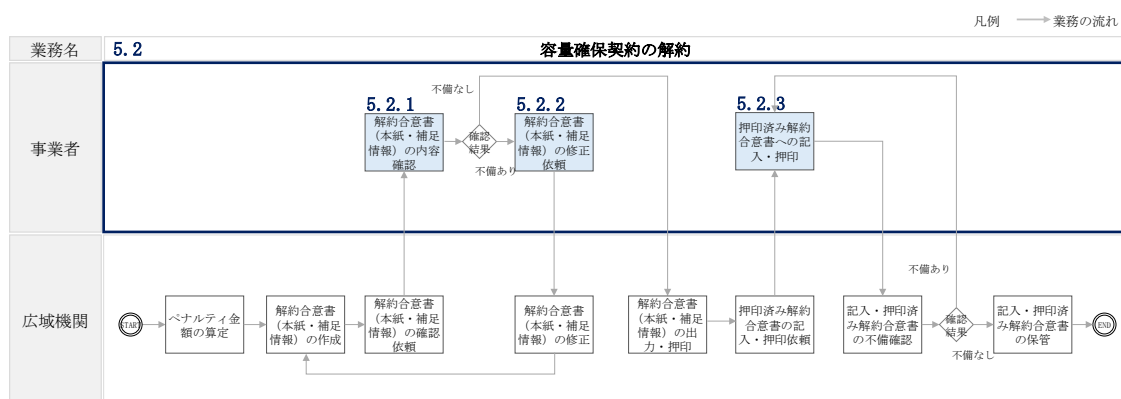 凡例
業務の流れ
業務名
5.2
容量確保契約の解約
事業者
5.2.1
解約合意書
（本紙・補足
情報）の内容
確認
確認
結果
不備なし
不備あり
5.2.2
解約合意書
（本紙・補足
情報）の修正
依頼
5.2.3
押印済み解約
合意書への記
入・押印
広域機関
START
ペナルティ金
額の算定
解約合意書
（本紙・補足
情報）の作成
解約合意書
（本紙・補足
情報）の確認
依頼
解約合意書
（本紙・補足
情報）の修正
解約合意書
（本紙・補足
情報）の出
力・押印
押印済み解約
合意書の記
入・押印依頼
記入・押印済
み解約合意書
の不備確認
不備あり
確認
結果
不備なし
記入・押印済
み解約合意書
の保管
END